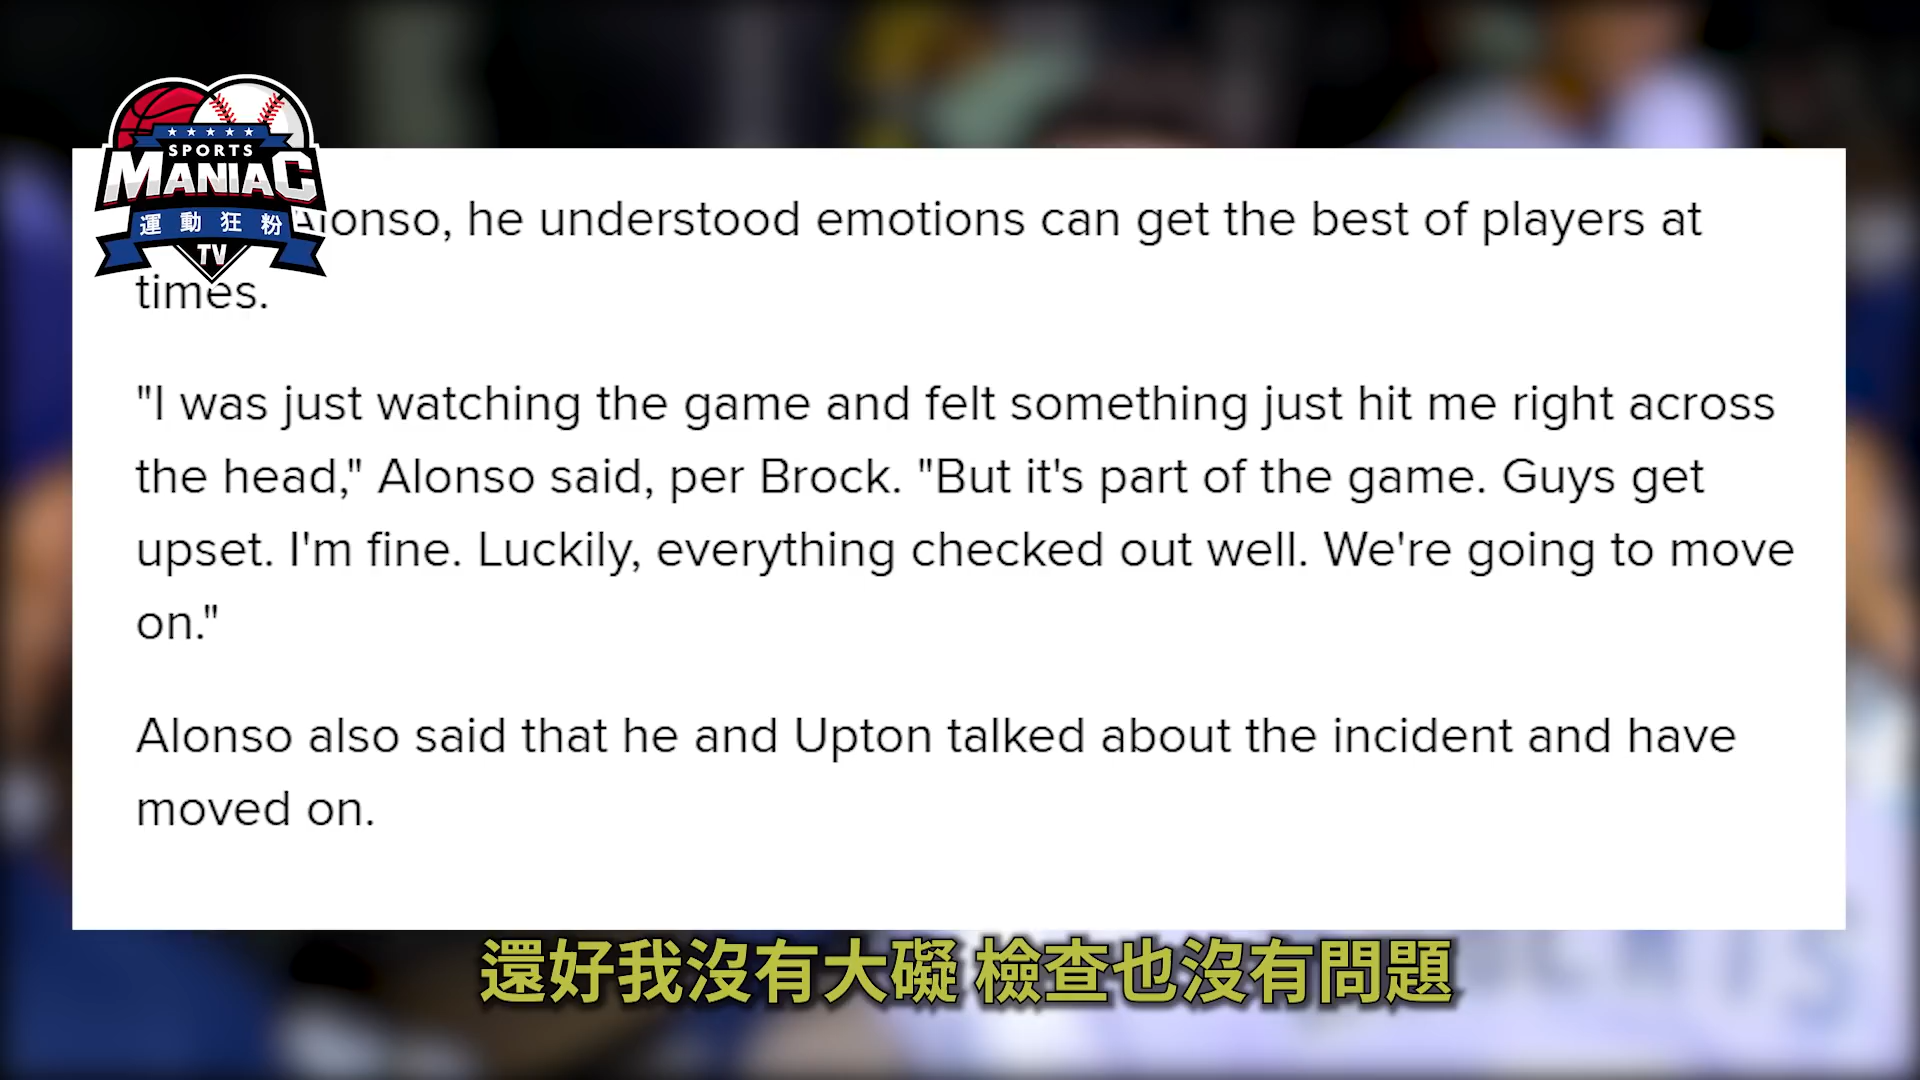 SPORTS
MANIAC
運動狂粉
TV
Alonso, he understood emotions can get the best of players at
times.
"I was just watching the game and felt something just hit me right across
the head," Alonso said, per Brock. "But it's part of the game. Guys get
upset. I'm fine. Luckily, everything checked out well. We're going to move
on."
Alonso also said that he and Upton talked about the incident and have
moved on.
還好我沒有大礙 檢查也沒有問題